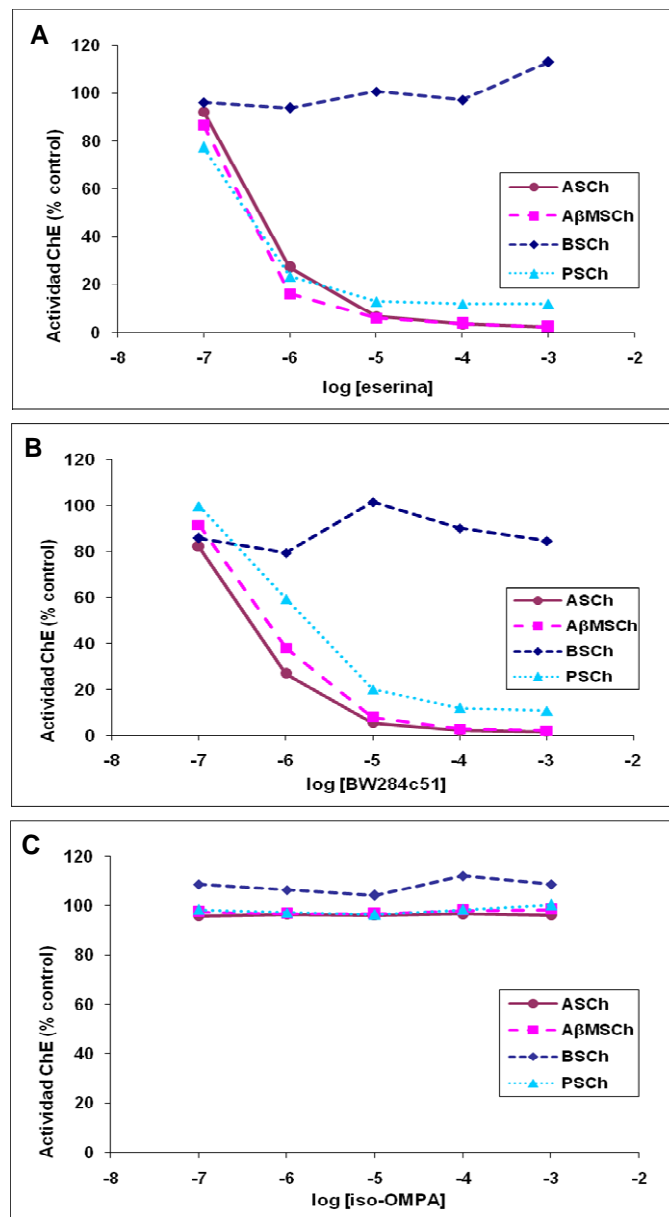 A
Actividad ChE (% control)
120
100
80
60
40
20
0
-8
-7
-6
-5
-4
-3
-2
log [eserina]
ASCh
AβMSCh
BSCh
PSCh
B
Actividad ChE (% control)
120
100
80
60
40
20
0
-8
-7
-6
-5
-4
-3
-2
log [BW284c51]
ASCh
AβMSCh
BSCh
PSCh
C
Actividad ChE (% control)
120
100
80
60
40
20
0
-8
-7
-6
-5
-4
-3
-2
log [iso-OMPA]
ASCh
AβMSCh
BSCh
PSCh